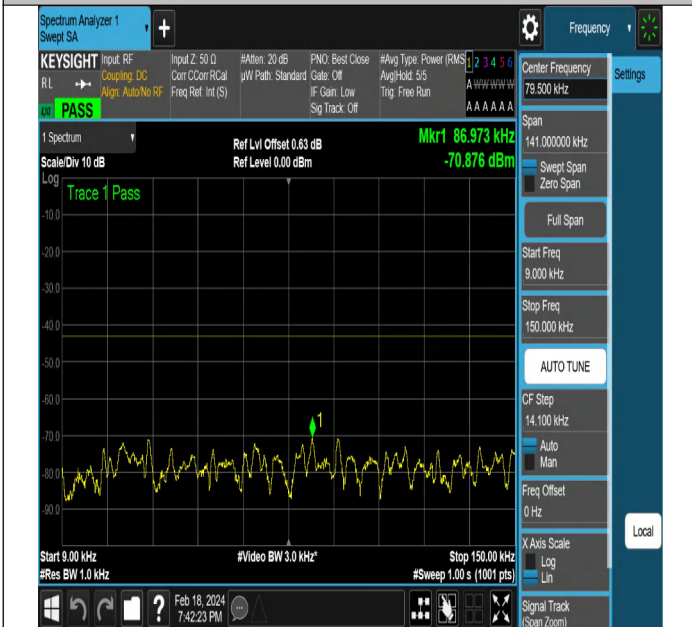 Spectrum Analyzer 1
Swept SA
Frequency
KEYSIGHT
RL
Input: RF
Coupling: DC
Align: Auto/No RF
Input Z: 50 Ω
Corr CCorr RCal
Freq Ref: Int (S)
#Atten: 20 dB
µW Path: Standard
PNO: Best Close
Gate: Off
IF Gain: Low
Sig Track: Off
#Avg Type: Power (RMS
Avg|Hold: 5/5
Trig: Free Run
1 2 3 4 5 6
A W W W W W
A A A A A A
LXI
PASS
1 Spectrum
Scale/Div 10 dB
Log
Ref Lvl Offset 0.63 dB
Ref Level 0.00 dBm
Mkr1 86.973 kHz
-70.876 dBm
Trace 1 Pass
-10.0
-20.0
-30.0
-40.0
-50.0
-60.0
-70.0
-80.0
-90.0
1
Start 9.00 kHz
#Res BW 1.0 kHz
#Video BW 3.0 kHz*
Stop 150.00 kHz
#Sweep 1.00 s (1001 pts)
Feb 18, 2024
7:42:23 PM
Center Frequency
79.500 kHz
Settings
Span
141.000000 kHz
Swept Span
Zero Span
Full Span
Start Freq
9.000 kHz
Stop Freq
150.000 kHz
AUTO TUNE
CF Step
14.100 kHz
Auto
Man
Freq Offset
0 Hz
Local
X Axis Scale
Log
Lin
Signal Track
(Span Zoom)